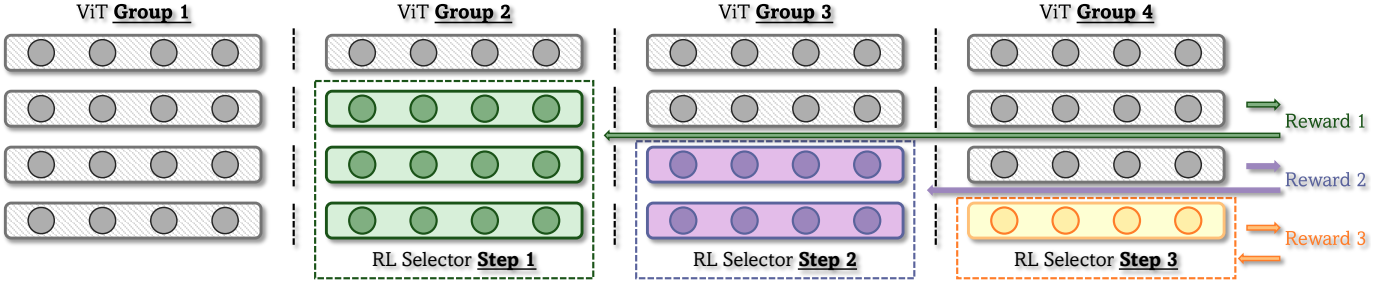 ViT Group 1
ViT Group 2
ViT Group 3
ViT Group 4
Reward 1
Reward 2
Reward 3
RL Selector Step 1
RL Selector Step 2
RL Selector Step 3